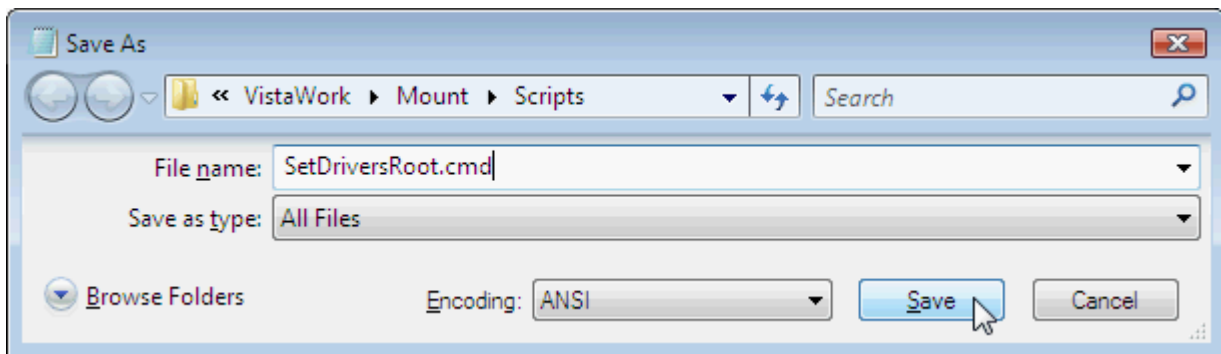 Save As
« VistaWork Mount Scripts Search
File name: SetDriversRoot.cmd
Save as type: All Files
Browse Folders Encoding: ANSI Save Cancel